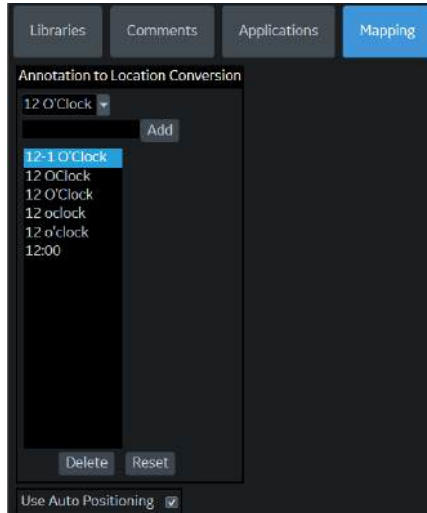 Libraries Comments Applications Mapping
Annotation to Location Conversion
12 O'Clock
Add
12-1 O'Clock
12 OClock
12 O'Clock
12 oclock
12 o'clock
12:00
Delete Reset
Use Auto Positioning